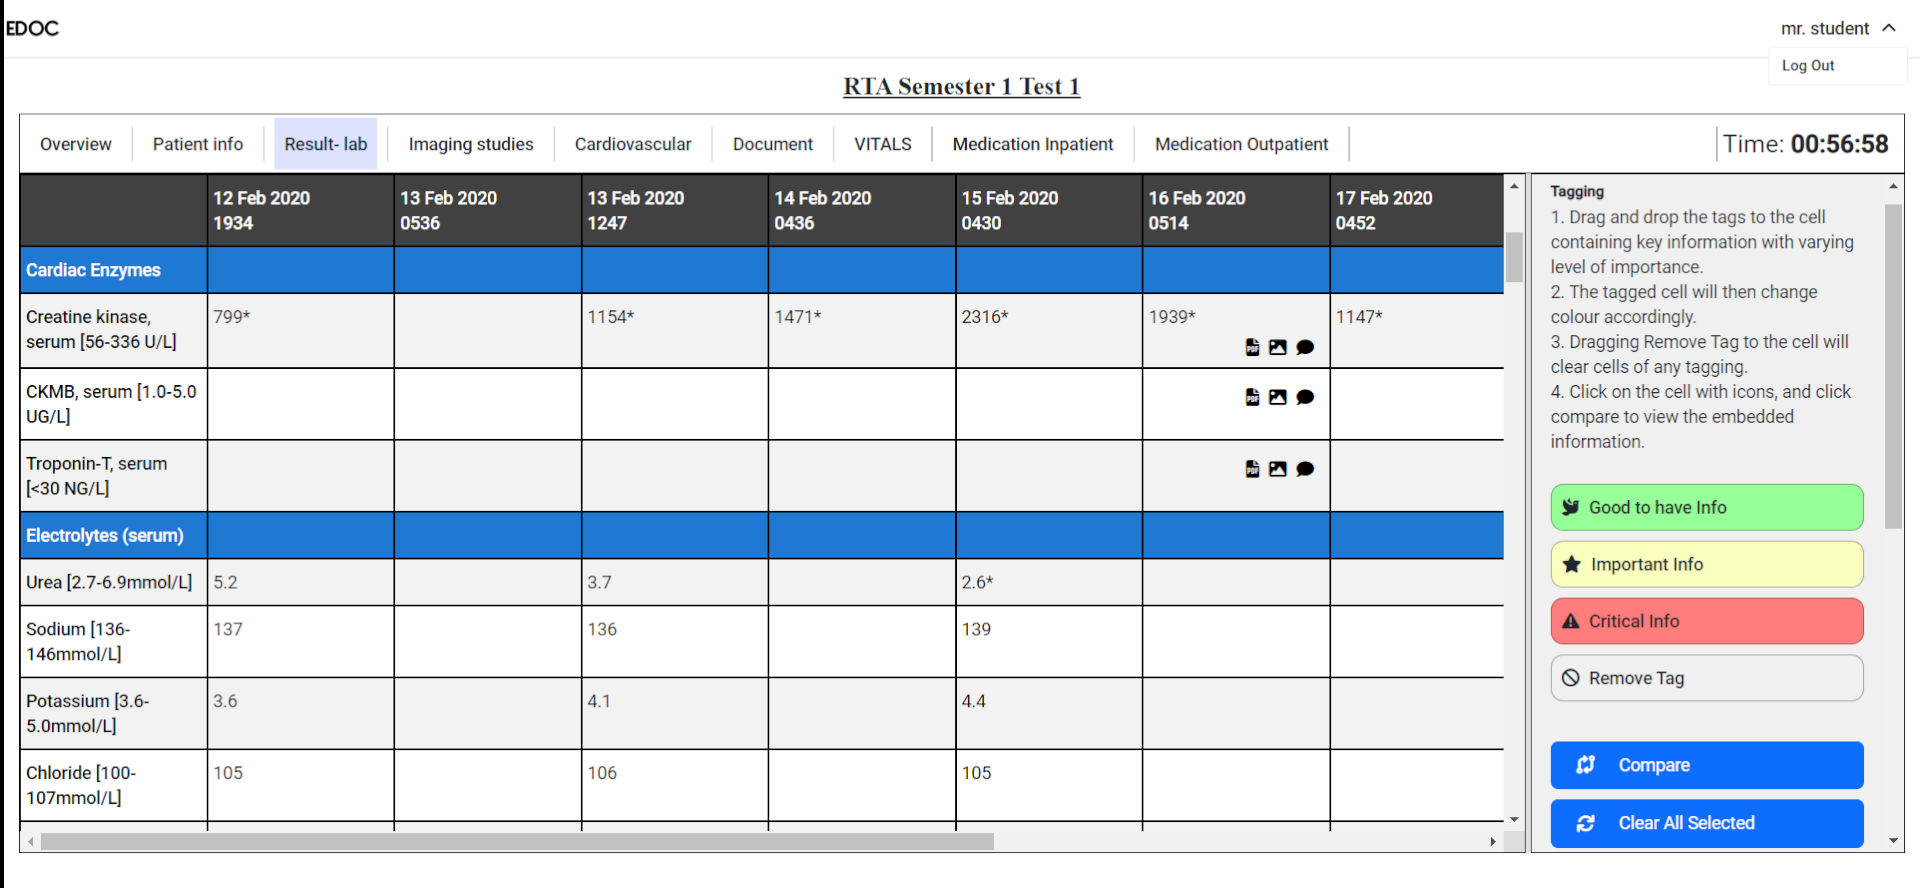 EDOC
mr. student
Log Out
RTA Semester 1 Test 1
Overview
Patient info
Result- lab
Imaging studies
Cardiovascular
Document
VITALS
Medication Inpatient
Medication Outpatient
Time: 00:56:58
12 Feb 2020
1934
13 Feb 2020
0536
13 Feb 2020
1247
14 Feb 2020
0436
15 Feb 2020
0430
16 Feb 2020
0514
17 Feb 2020
0452
Cardiac Enzymes
Creatine kinase,
serum [56-336 U/L]
799*
1154*
1471*
2316*
1939*
1147*
PDF
CKMB, serum [1.0-5.0
UG/L]
PDF
Troponin-T, serum
[<30 NG/L]
PDF
Electrolytes (serum)
Urea [2.7-6.9mmol/L]
5.2
3.7
2.6*
Sodium [136-
146mmol/L]
137
136
139
Potassium [3.6-
5.0mmol/L]
3.6
4.1
4.4
Chloride [100-
107mmol/L]
105
106
105
Tagging
1. Drag and drop the tags to the cell
containing key information with varying
level of importance.
2. The tagged cell will then change
colour accordingly.
3. Dragging Remove Tag to the cell will
clear cells of any tagging.
4. Click on the cell with icons, and click
compare to view the embedded
information.
Good to have Info
Important Info
Critical Info
Remove Tag
Compare
Clear All Selected